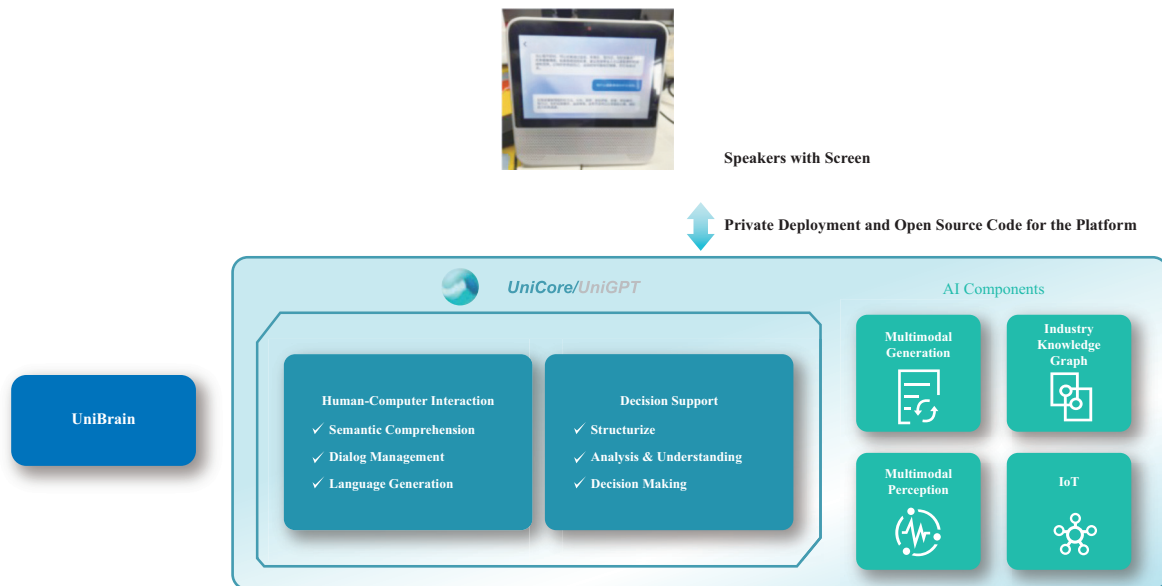 Speakers with Screen
Private Deployment and Open Source Code for the Platform
UniCore/UniGPT
AI Components
UniBrain
Human-Computer Interaction
✓ Semantic Comprehension
✓ Dialog Management
✓ Language Generation
Decision Support
✓ Structurize
✓ Analysis & Understanding
✓ Decision Making
Multimodal
Generation
Industry
Knowledge
Graph
Multimodal
Perception
IoT